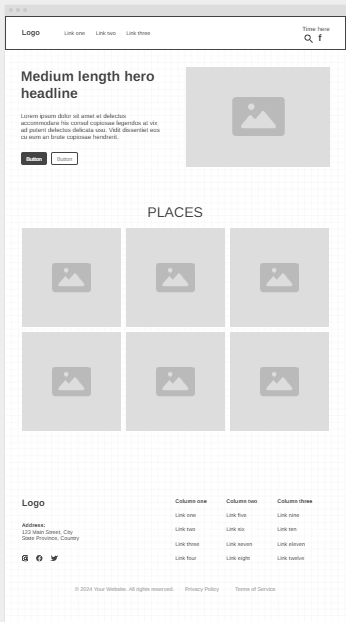 Logo
Link one Link two Link three
Time here
Medium length hero
headline
Lorem ipsum dolor sit amet el delectus
accommodare his consul copiosae legendos at vix
ad putent delectus delicata usu. Vidit dissentiet eos
cu eum an brute copiosae hendrerit.
Button Button
PLACES
Logo
Address:
123 Main Street, City
State Province, Country
Column one
Link one
Link two
Link three
Link four
Column two
Link five
Link six
Link seven
Link eight
Column three
Link nine
Link ten
Link eleven
Link twelve
© 2024 Your Website. All rights reserved. Privacy Policy Terms of Service